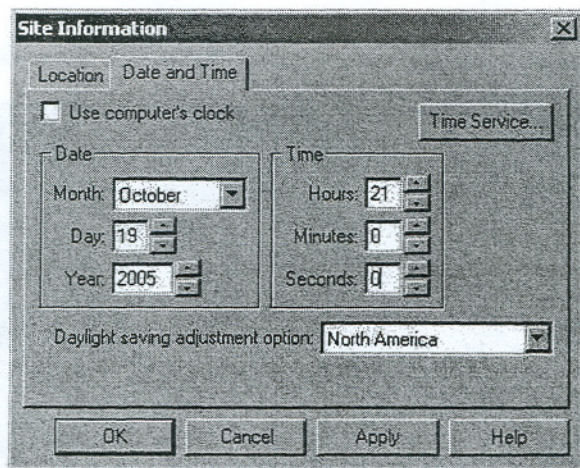 Site Information
Location
Date and Time
Use computer's clock
Time Service...
Date
Month: October
Day: 19
Year: 2005
Time
Hours: 21
Minutes: 0
Seconds: 0
Daylight saving adjustment option: North America
OK
Cancel
Apply
Help